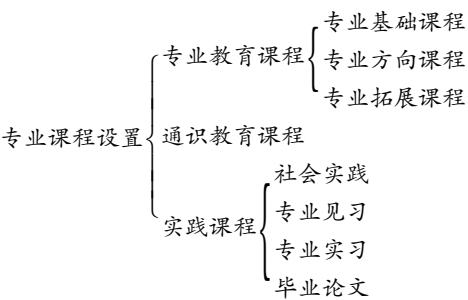 专业课程设置
专业教育课程
专业基础课程
专业方向课程
专业拓展课程
通识教育课程
实践课程
社会实践
专业见习
专业实习
毕业论文